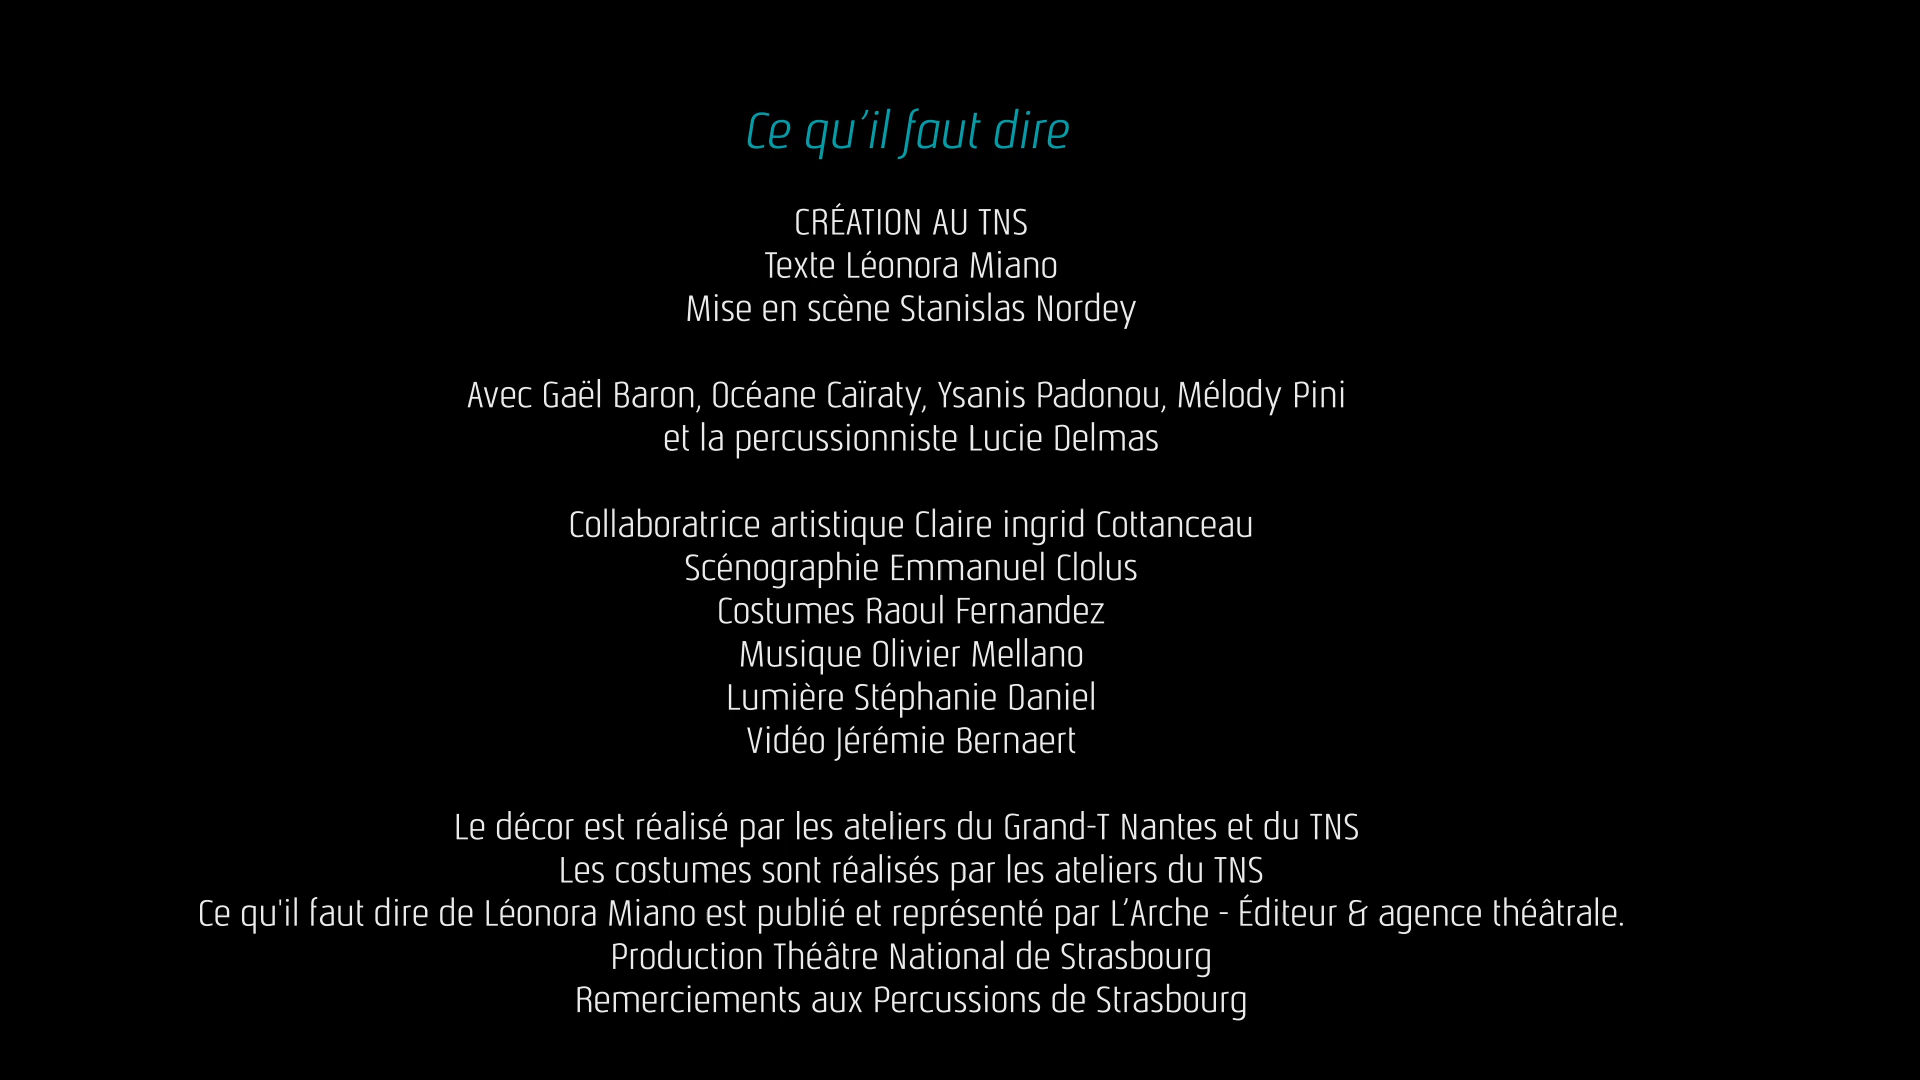 Ce qu’il faut dire
CRÉATION AU TNS
Texte Léonora Miano
Mise en scène Stanislas Nordey
Avec Gaël Baron, Océane Caïraty, Ysanis Padonou, Mélody Pini
et la percussionniste Lucie Delmas
Collaboratrice artistique Claire ingrid Cottanceau
Scénographie Emmanuel Clolus
Costumes Raoul Fernandez
Musique Olivier Mellano
Lumière Stéphanie Daniel
Vidéo Jérémie Bernaert
Le décor est réalisé par les ateliers du Grand-T Nantes et du TNS
Les costumes sont réalisés par les ateliers du TNS
Ce qu'il faut dire de Léonora Miano est publié et représenté par L’Arche - Éditeur & agence théâtrale.
Production Théâtre National de Strasbourg
Remerciements aux Percussions de Strasbourg